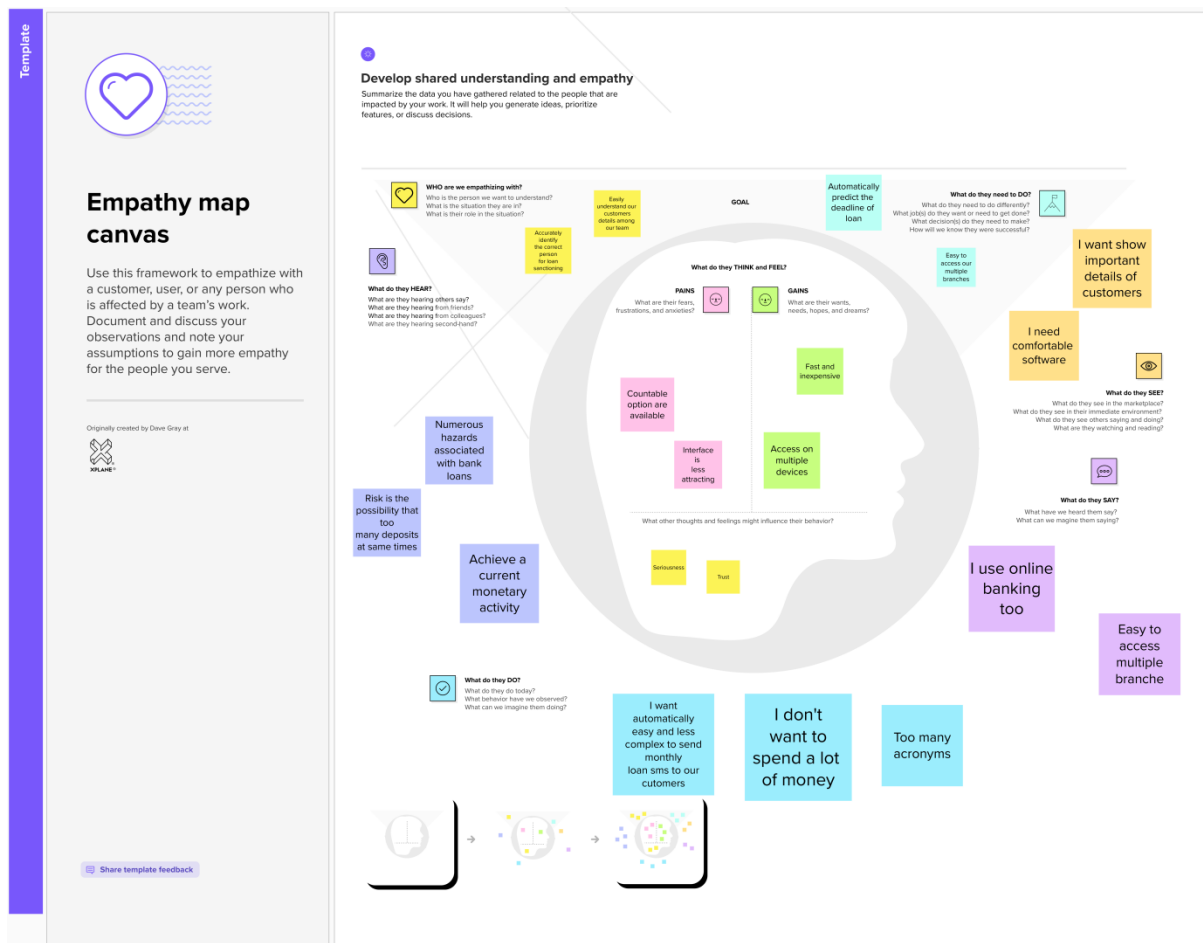 Template
Empathy map
canvas
Use this framework to empathize with
a customer, user, or any person who
is affected by a team's work.
Document and discuss your
observations and note your
assumptions to gain more empathy
for the people you serve.
Originally created by Dave Gray at
XPLANE
Share template feedback
Develop shared understanding and empathy
Summarize the data you have gathered related to the people that are
impacted by your work. It will help you generate ideas, prioritize
features, or discuss decisions.
WHO are we empathizing with?
Who is the person we want to understand?
What is the situation they are in?
What is their role in the situation?
Easily
understand our
customers
details among
our team
Accurately
identify
the correct
person
for loan
sanctioning
GOAL
Automatically
predict the
deadline of
loan
What do they need to DO?
What do they need to do differently?
What job(s) do they want or need to get done?
What decision(s) do they need to make?
How will we know they were successful?
Easy to
access our
multiple
branches
I want show
important
details of
customers
I need
comfortable
software
What do they HEAR?
What are they hearing others say?
What are they hearing from friends?
What are they hearing from colleagues?
What are they hearing second-hand?
What do they THINK and FEEL?
PAINS
What are their fears,
frustrations, and anxieties?
GAINS
What are their wants,
needs, hopes, and dreams?
Countable
option are
available
Interface
is
less
attracting
Fast and
inexpensive
Access on
multiple
devices
What do they SEE?
What do they see in the marketplace?
What do they see in their immediate environment?
What do they see others saying and doing?
What are they watching and reading?
Numerous
hazards
associated
with bank
loans
Risk is the
possibility that
too
many deposits
at same times
Achieve a
current
monetary
activity
What do they SAY?
What have we heard them say?
What can we magine them saying?
What other thoughts and feelings might influence their behavior?
Seriousness
Trust
I use online
banking
too
Easy to
access
multiple
branche
What do they DO?
What do they do today?
What behavior have we observed?
What can we imagine them doing?
I want
automatically
easy and less
complex to send
monthly
loan sms to our
cutomers
I don't
want to
spend a lot
of money
Too many
acronyms